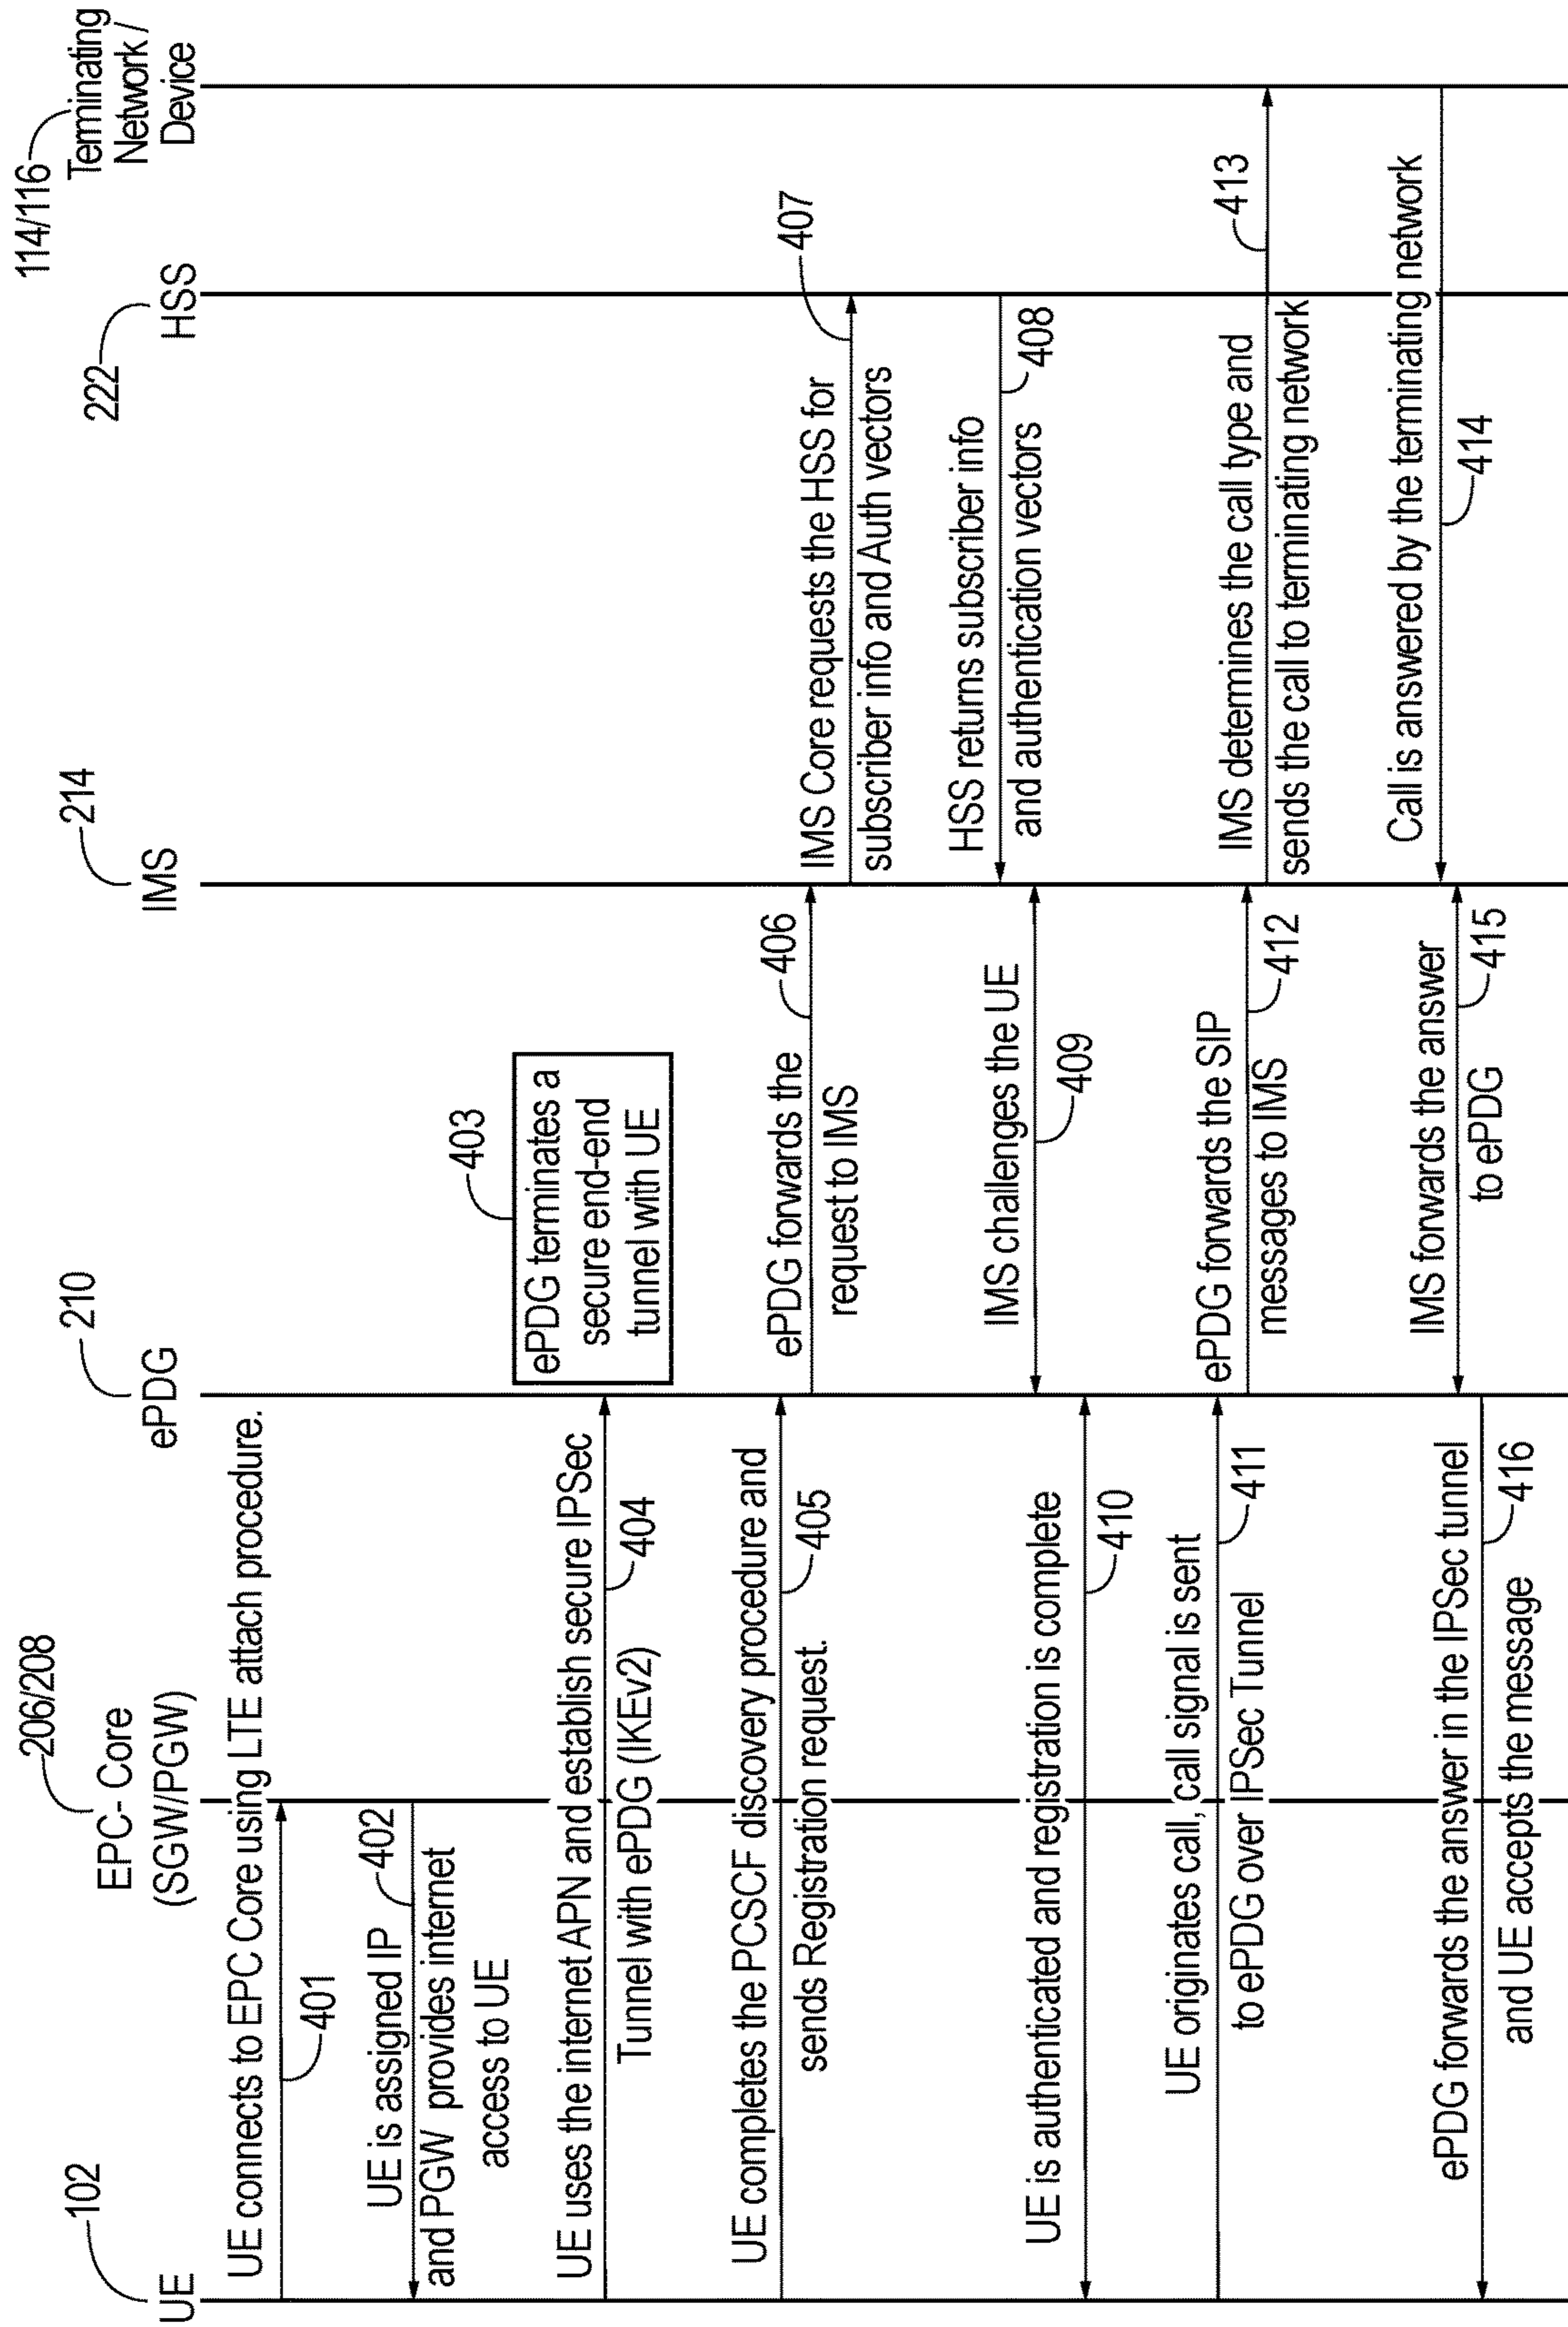 102
UE
206/208
EPC- Core
(SGW/PGW)
210
ePDG
214
IMS
222
HSS
114/116
Terminating
Network /
Device
UE connects to EPC Core using LTE attach procedure.
401
UE is assigned IP
402
and PGW provides internet
access to UE
403
ePDG terminates a
secure end-end
tunnel with UE
UE uses the internet APN and establish secure IPSec
Tunnel with ePDG (IKEv2)
404
UE completes the PCSCF discovery procedure and
sends Registration request.
405
ePDG forwards the
406
request to IMS
IMS Core requests the HSS for
407
subscriber info and Auth vectors
HSS returns subscriber info
and authentication vectors
408
IMS challenges the UE
409
UE is authenticated and registration is complete
410
UE originates call, call signal is sent
to ePDG over IPSec Tunnel
411
ePDG forwards the SIP
messages to IMS
412
IMS determines the call type and
413
sends the call to terminating network
Call is answered by the terminating network
414
IMS forwards the answer
to ePDG
415
ePDG forwards the answer in the IPSec tunnel
and UE accepts the message
416